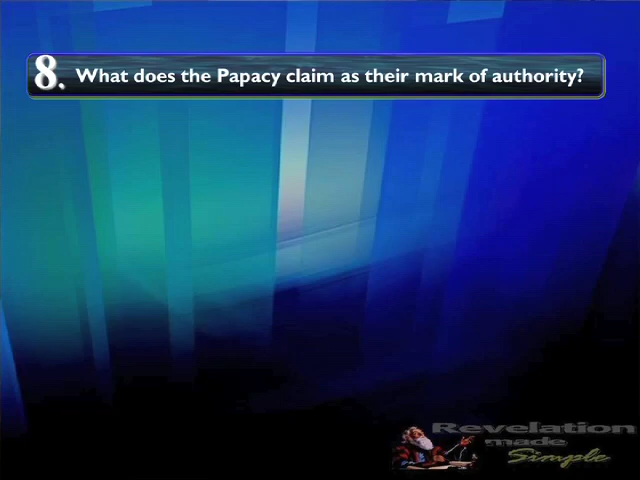 8. What does the Papacy claim as their mark of authority?
Revelation
made
Simple